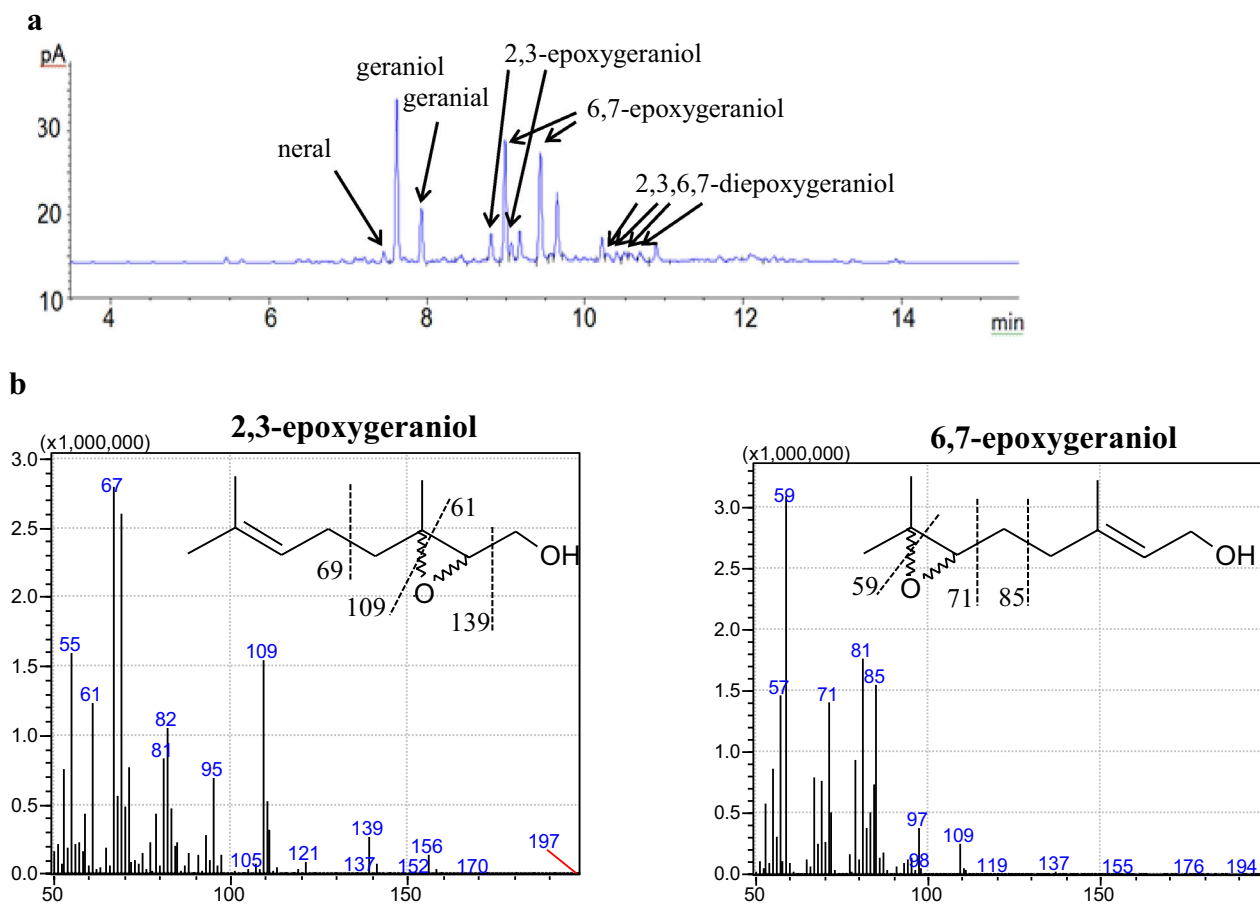 a
pA
2,3-epoxygeraniol
geraniol
geranial
6,7-epoxygeraniol
30
neral
2,3,6,7-diepoxygeraniol
20
10
4 6 8 10 12 14 min
b
2,3-epoxygeraniol
(x1,000,000)
3.0
67
2.5
61
OH
69
109
O
139
2.0
55
109
1.5
61
82
1.0
81
95
0.5
139
156
197
105
121
137
152
170
0.0
50 100 150
6,7-epoxygeraniol
(x1,000,000)
59
3.0
OH
2.5
59
O
71
85
2.0
81
57
71
85
1.5
1.0
0.5
97
109
98
119
137
155
176
194
0.0
50 100 150